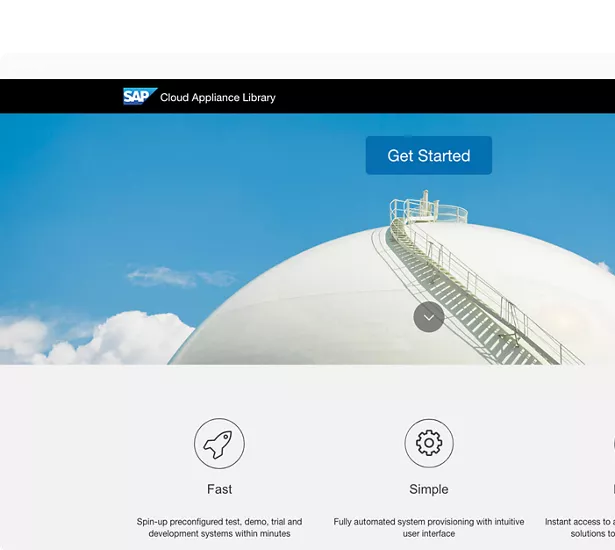 SAP Cloud Appliance Library
Get Started
Fast
Simple
Spin-up preconfigured test, demo, trial and
development systems within minutes
Fully automated system provisioning with intuitive
user interface
Instant access to
solutions to